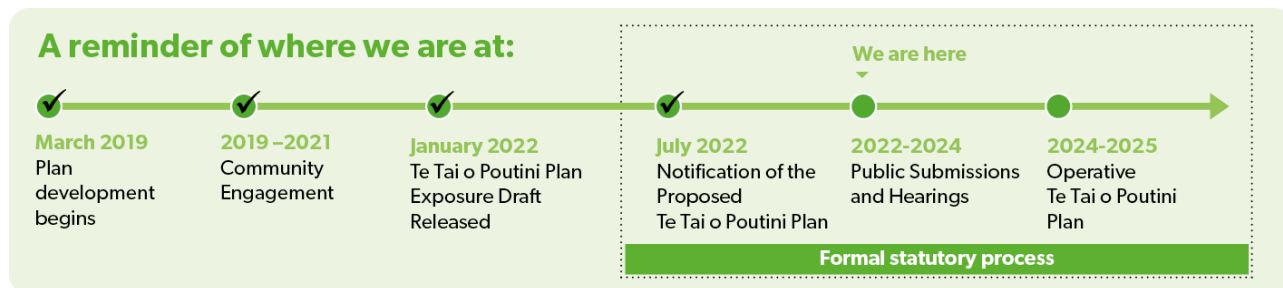 A reminder of where we are at:
We are here
March 2019
Plan
development
begins
2019 –2021
Community
Engagement
January 2022
Te Tai o Poutini Plan
Exposure Draft
Released
July 2022
Notification of the
Proposed
Te Tai o Poutini Plan
2022-2024
Public Submissions
and Hearings
2024-2025
Operative
Te Tai o Poutini
Plan
Formal statutory process